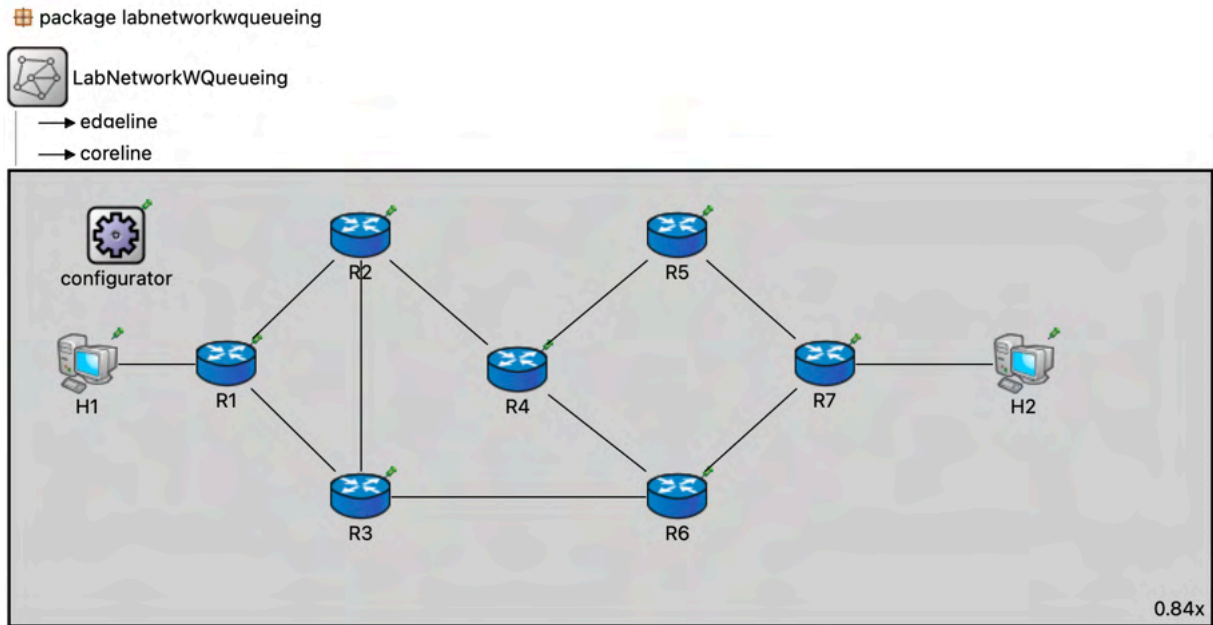 package labnetworkwqueueing
LabNetworkWQueueing
edgeline
coreline
configurator
R2
R5
H1
R1
R4
R7
H2
R3
R6
0.84x